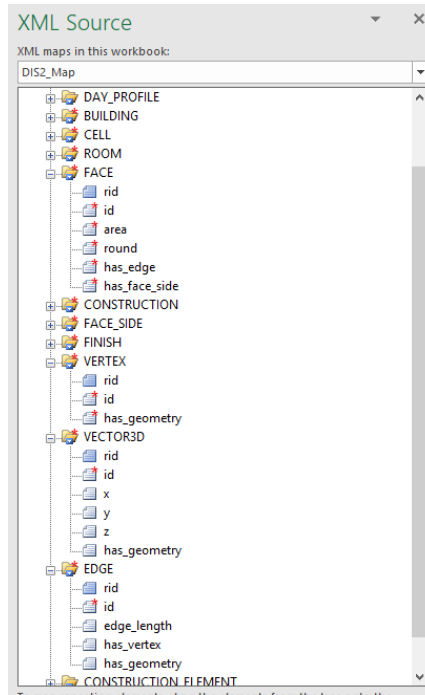 XML Source
XML maps in this workbook:
DIS2_Map
DAY_PROFILE
BUILDING
CELL
ROOM
FACE
rid
id
area
round
has_edge
has_face_side
CONSTRUCTION
FACE_SIDE
FINISH
VERTEX
rid
id
has_geometry
VECTOR3D
rid
id
x
y
z
has_geometry
EDGE
rid
id
edge_length
has_vertex
has_geometry
CONSTRUCTION_ELEMENT